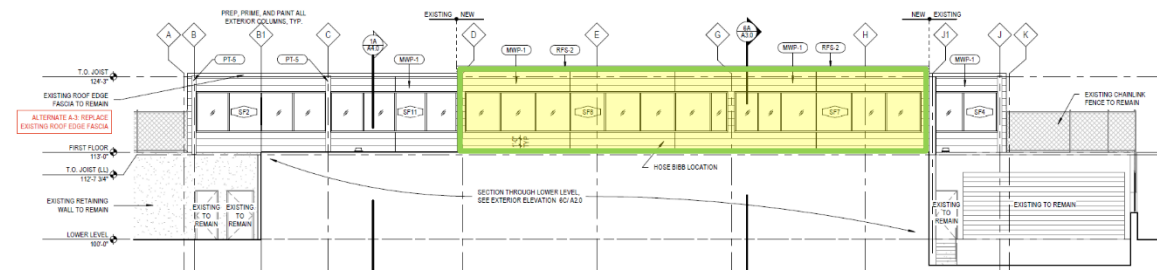 PREP, PRIME, AND PAINT ALL
EXTERIOR COLUMNS, TYP.
EXISTING
NEW
NEW
EXISTING
A
B
B1
C
1A
A4.0
D
E
G
6A
A3.0
H
J1
J
K
PT-5
PT-5
MWP-1
MWP-1
RFS-2
MWP-1
RFS-2
MWP-1
T.O. JOIST
124'-3"
EXISTING ROOF EDGE
FASCIA TO REMAIN
ALTERNATE A-3: REPLACE
EXISTING ROOF EDGE FASCIA
SF2
SF11
SF8
SF7
SF4
EXISTING CHAINLINK
FENCE TO REMAIN
FIRST FLOOR
113'-0"
HOSE BIBB LOCATION
T.O. JOIST (LL)
112'-7 3/4"
SECTION THROUGH LOWER LEVEL,
SEE EXTERIOR ELEVATION 6C/ A2.0
EXISTING RETAINING
WALL TO REMAIN
EXISTING
TO
REMAIN
EXISTING
TO
REMAIN
EXISTING
TO
REMAIN
EXISTING TO REMAIN
LOWER LEVEL
100'-0"